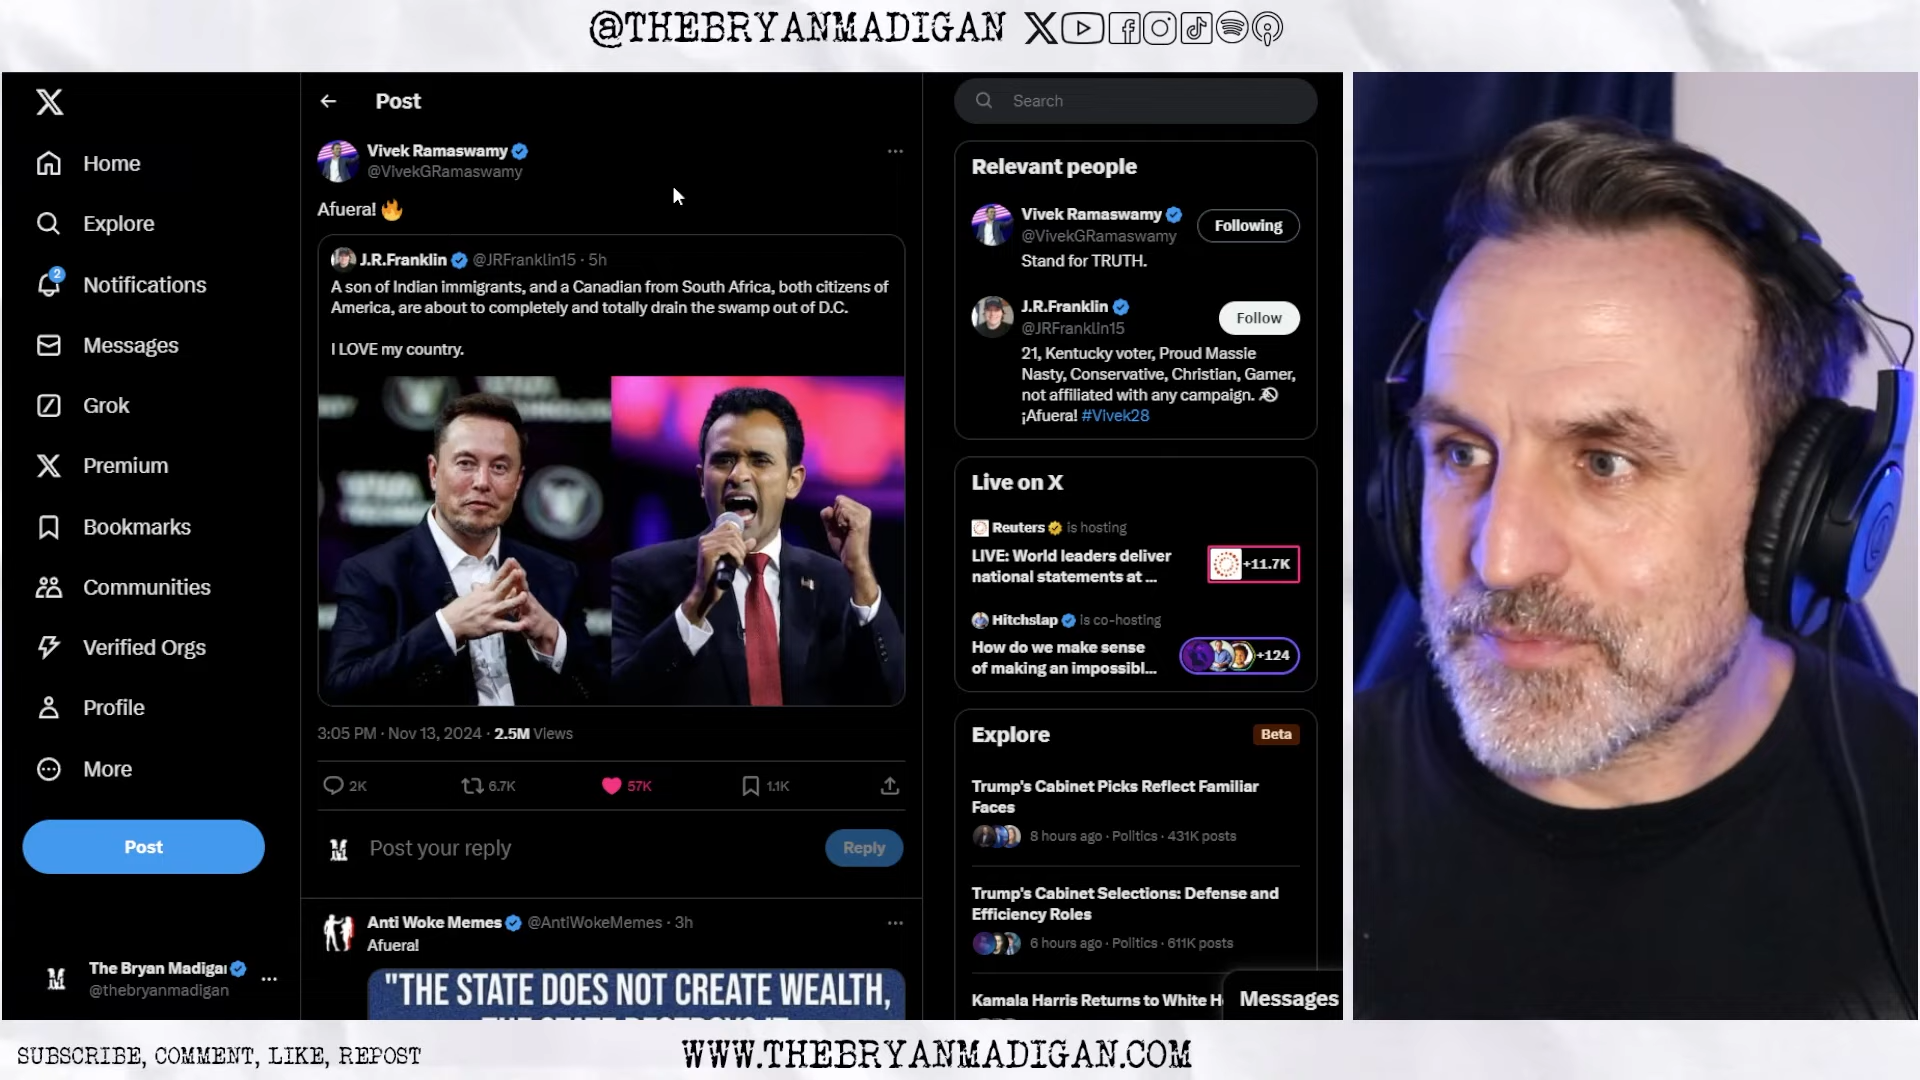 @THEBRYANMADIGAN
Post
Search
Home
Explore
Notifications
2
Messages
Grok
Premium
Bookmarks
Communities
Verified Orgs
Profile
More
Post
The Bryan Madigan
@thebryanmadigan
Vivek Ramaswamy
@VivekGRamaswamy
Afuera! 🔥
J.R.Franklin @JRFranklin15 · 5h
A son of Indian immigrants, and a Canadian from South Africa, both citizens of
America, are about to completely and totally drain the swamp out of D.C.
I LOVE my country.
3:05 PM · Nov 13, 2024 · 2.5M Views
2K 6.7K 57K 1.1K
Post your reply
Reply
Anti Woke Memes @AntiWokeMemes · 3h
Afuera!
"THE STATE DOES NOT CREATE WEALTH,
Relevant people
Vivek Ramaswamy
@VivekGRamaswamy
Following
Stand for TRUTH.
J.R.Franklin
@JRFranklin15
Follow
21, Kentucky voter, Proud Massie
Nasty, Conservative, Christian, Gamer,
not affiliated with any campaign.
¡Afuera! #Vivek28
Live on X
Reuters is hosting
LIVE: World leaders deliver
national statements at ...
+11.7K
Hitchslap is co-hosting
How do we make sense
of making an impossibl...
+124
Explore
Beta
Trump's Cabinet Picks Reflect Familiar
Faces
8 hours ago · Politics · 431K posts
Trump's Cabinet Selections: Defense and
Efficiency Roles
6 hours ago · Politics · 611K posts
Kamala Harris Returns to White H
Messages
SUBSCRIBE, COMMENT, LIKE, REPOST
WWW.THEBRYANMADIGAN.COM